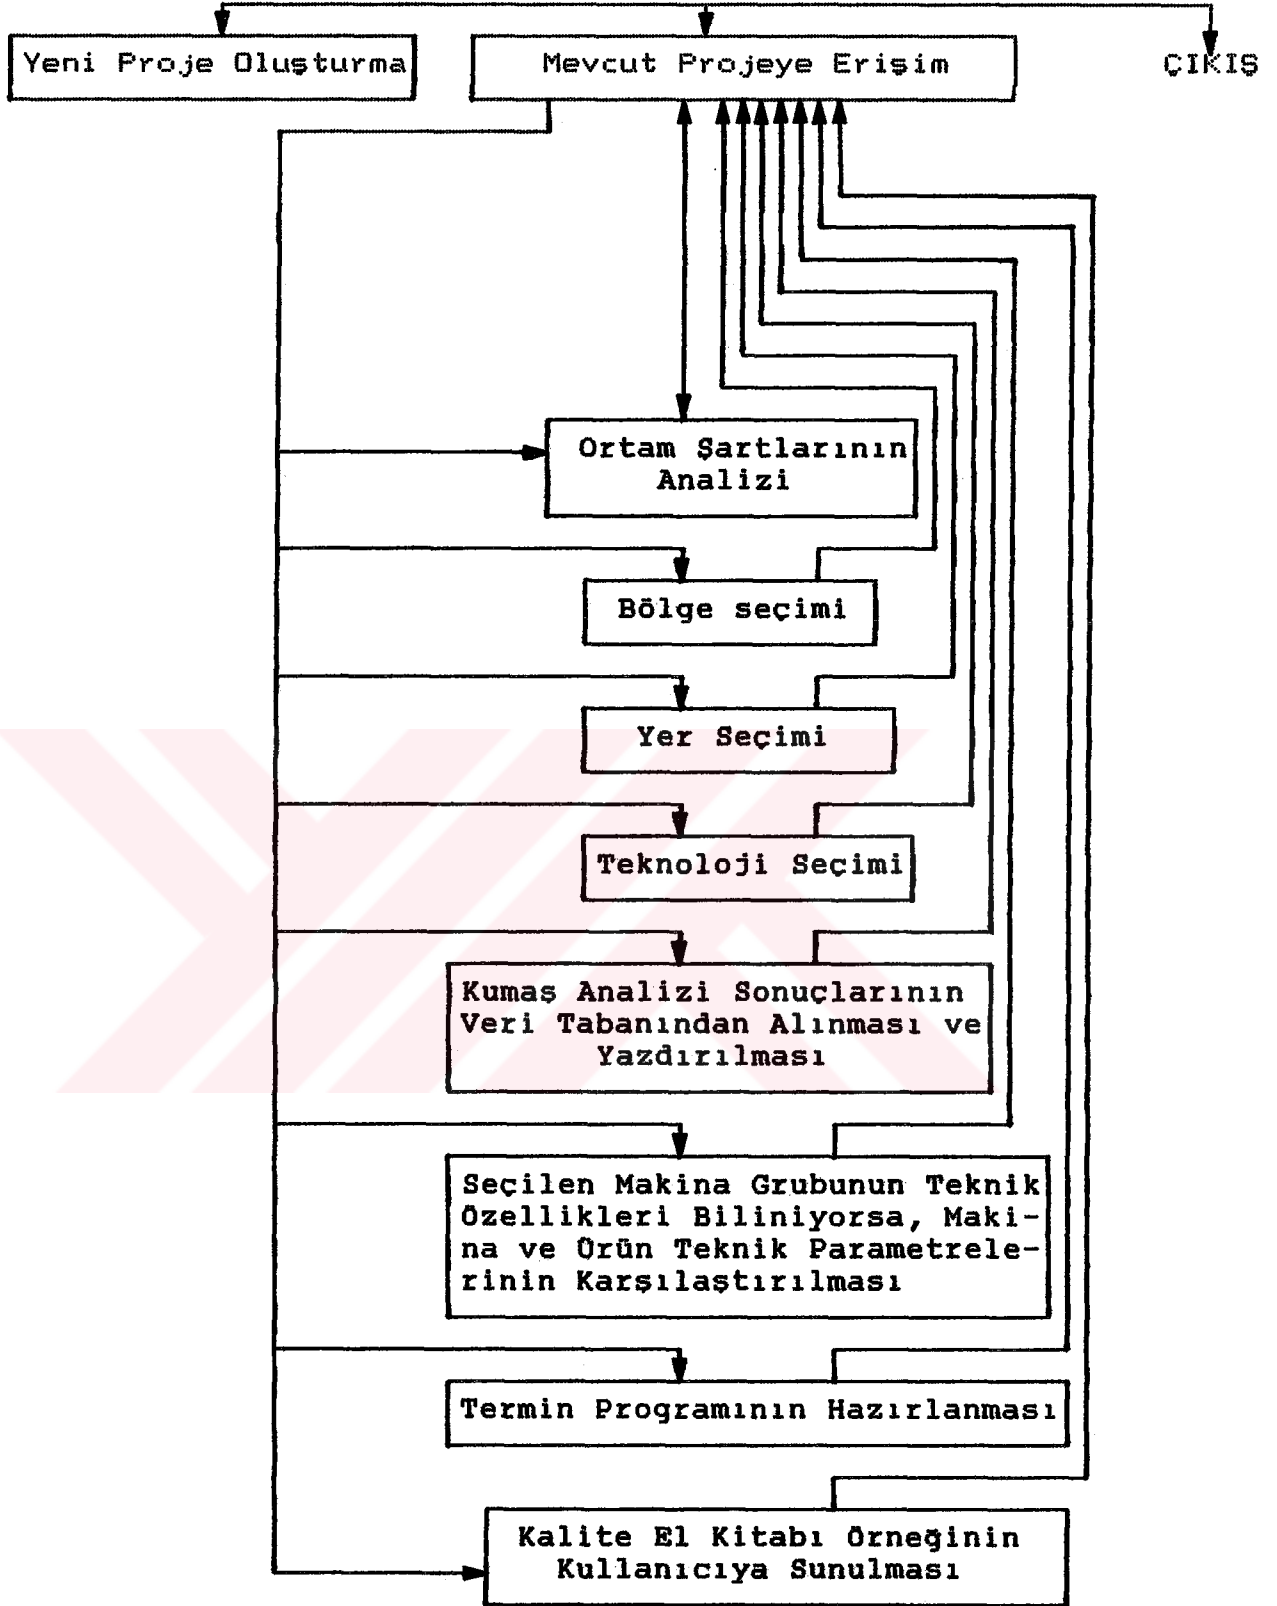 Yeni Proje Oluşturma
Mevcut Projeye Erişim
ÇIKIŞ
Ortam Şartlarının
Analizi
Bölge seçimi
Yer Seçimi
Teknoloji Seçimi
Kumaş Analizi Sonuçlarının
Veri Tabanından Alınması ve
Yazdırılması
Seçilen Makina Grubunun Teknik
Özellikleri Biliniyorsa, Maki-
na ve Ürün Teknik Parametrele-
rinin Karşılaştırılması
Termin Programının Hazırlanması
Kalite El Kitabı Örneğinin
Kullanıcıya Sunulması